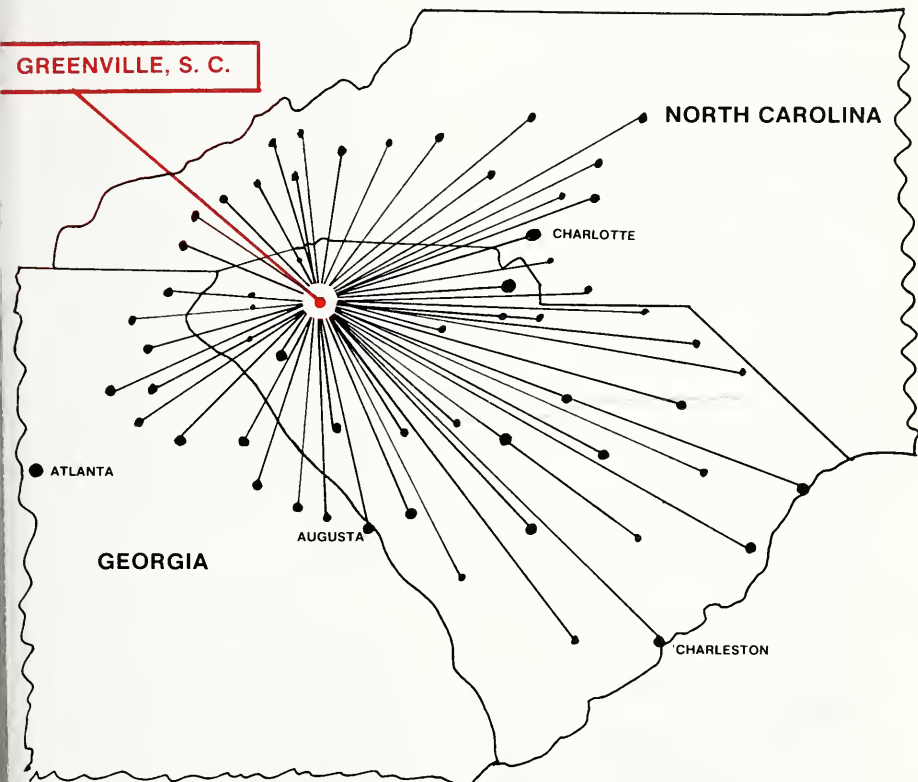 GREENVILLE, S. C.
NORTH CAROLINA
CHARLOTTE
ATLANTA
AUGUSTA
GEORGIA
CHARLESTON